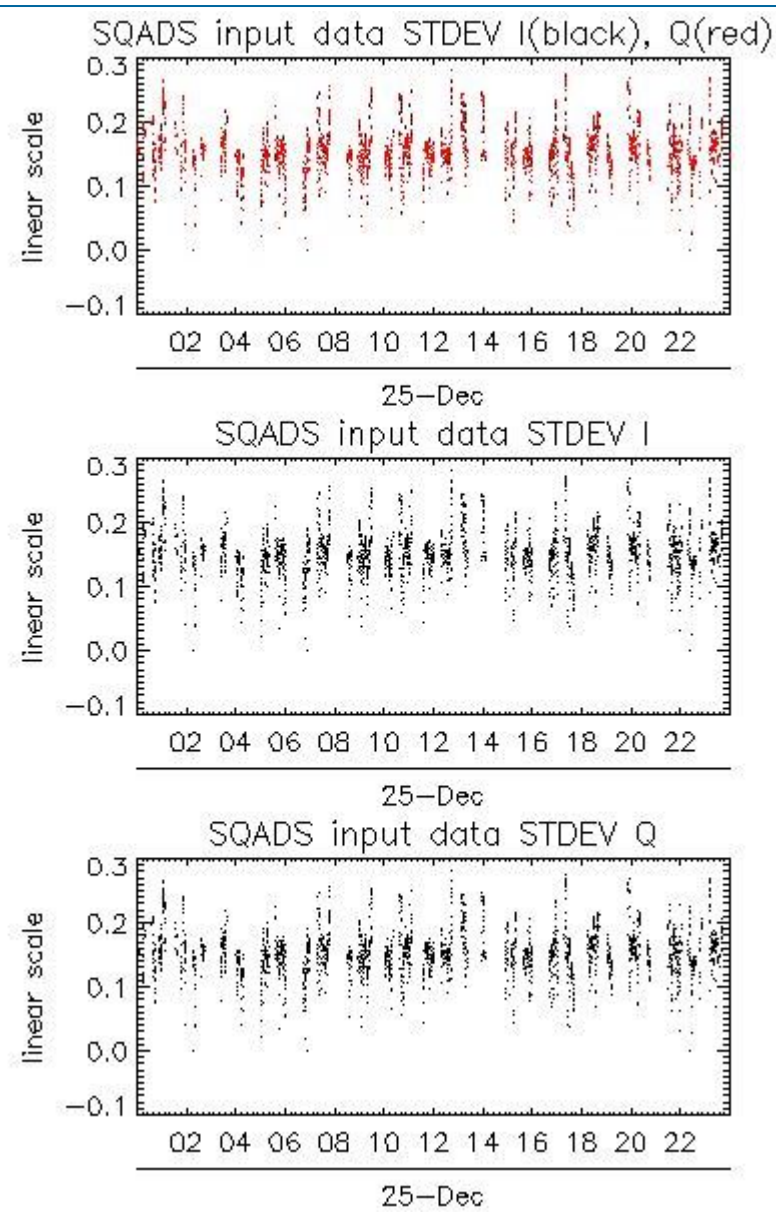 SQADS input data STDEV I(black), Q(red)
linear scale
0.3
0.2
0.1
0.0
−0.1
02 04 06 08 10 12 14 16 18 20 22
25−Dec
SQADS input data STDEV I
linear scale
0.3
0.2
0.1
0.0
−0.1
02 04 06 08 10 12 14 16 18 20 22
25−Dec
SQADS input data STDEV Q
linear scale
0.3
0.2
0.1
0.0
−0.1
02 04 06 08 10 12 14 16 18 20 22
25−Dec